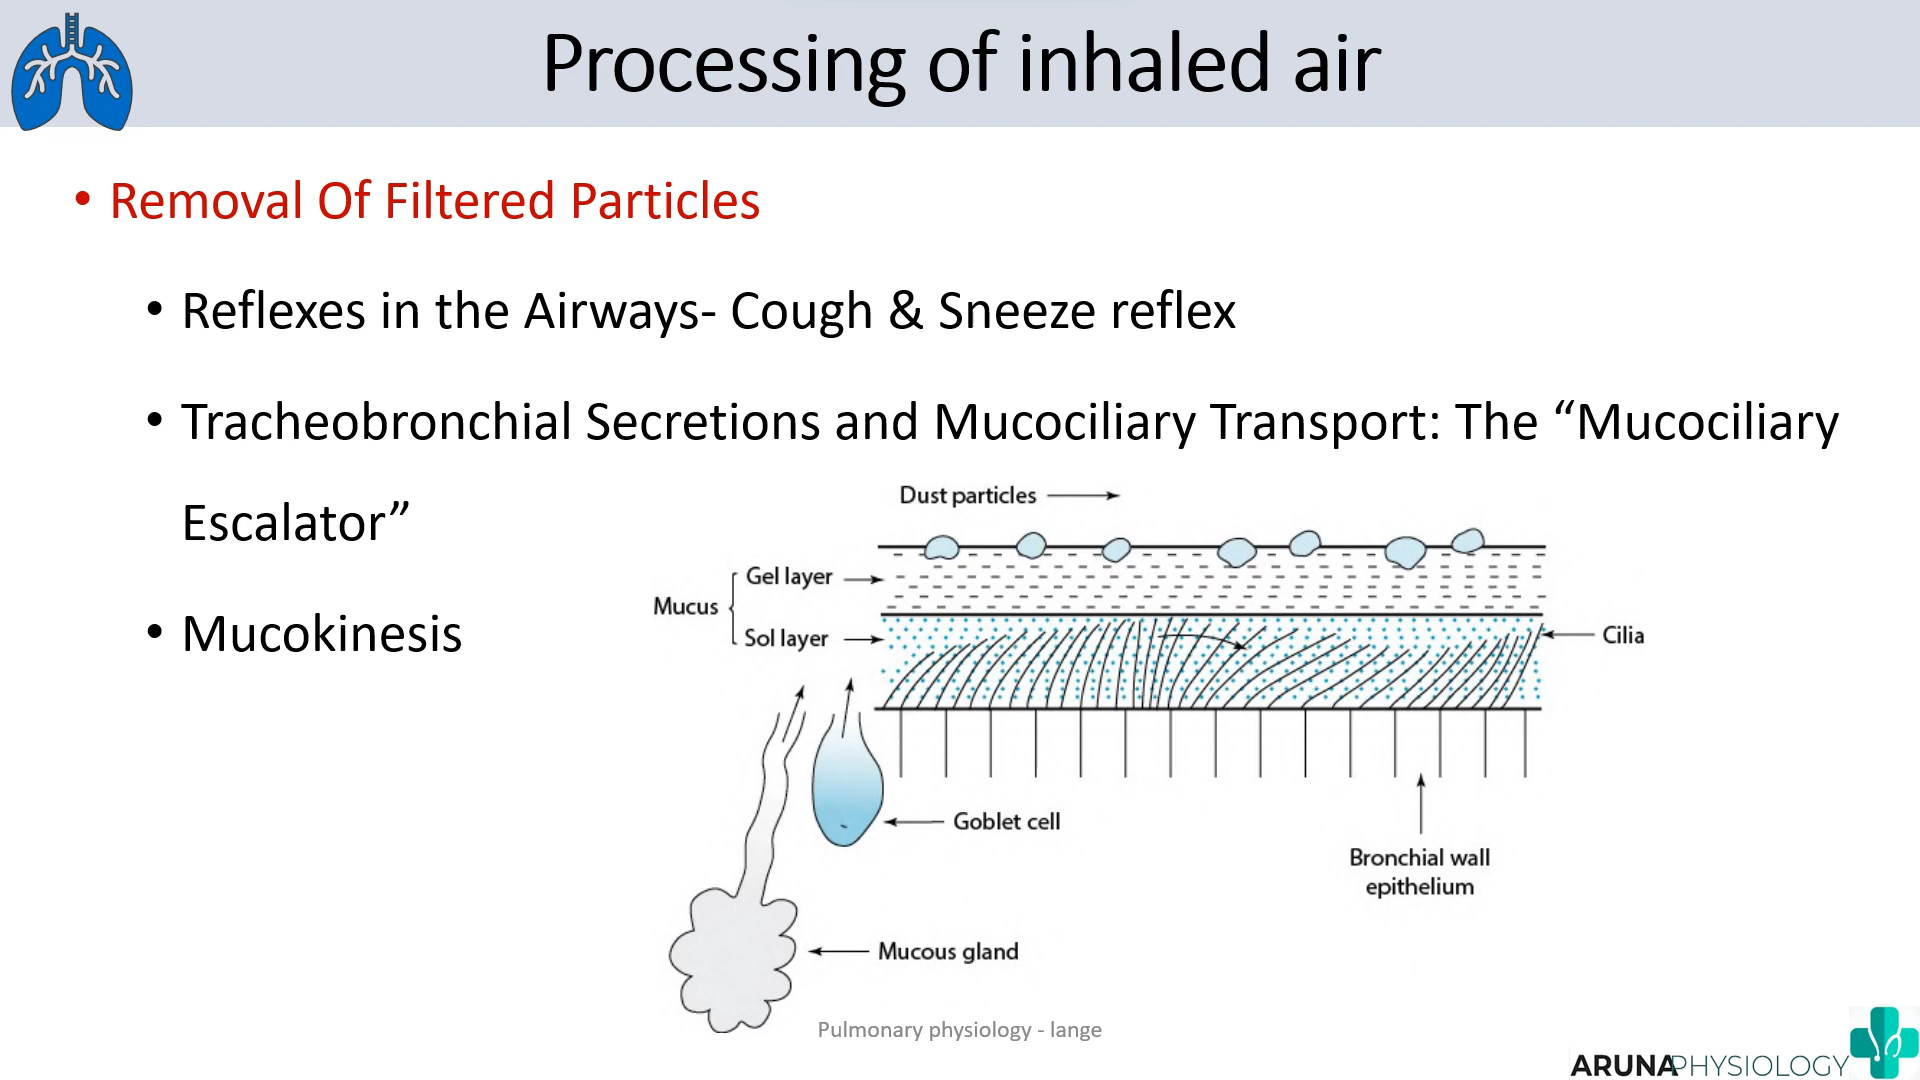 Processing of inhaled air
• Removal Of Filtered Particles
• Reflexes in the Airways- Cough & Sneeze reflex
• Tracheobronchial Secretions and Mucociliary Transport: The “Mucociliary
Escalator”
• Mucokinesis
Dust particles
Gel layer
Mucus
Sol layer
Cilia
Goblet cell
Bronchial wall
epithelium
Mucous gland
Pulmonary physiology - lange
ARUNAPHYSIOLOGY